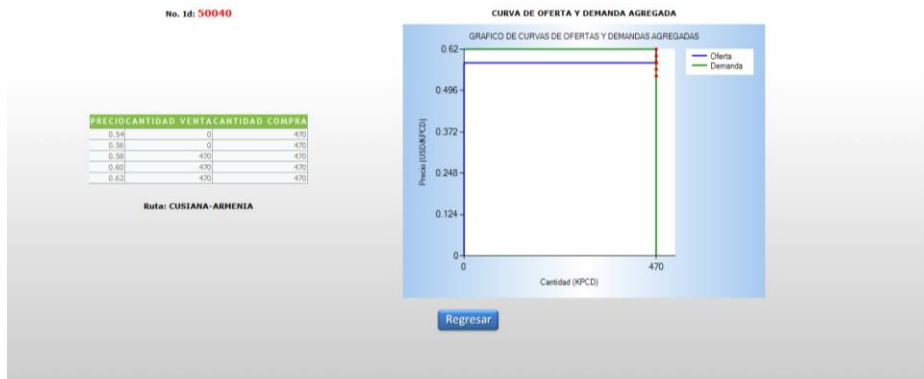 No. Id: 50040
PRECIO CANTIDAD VENTA CANTIDAD COMPRA
0.54 0 470
0.56 0 470
0.58 470 470
0.60 470 470
0.62 470 470
Ruta: CUSIANA-ARMENIA
CURVA DE OFERTA Y DEMANDA AGREGADA
GRAFICO DE CURVAS DE OFERTAS Y DEMANDAS AGREGADAS
Precio (USD/KPCD)
0.62
0.496
0.372
0.248
0.124
0
0 470
Cantidad (KPCD)
Oferta
Demanda
Regresar